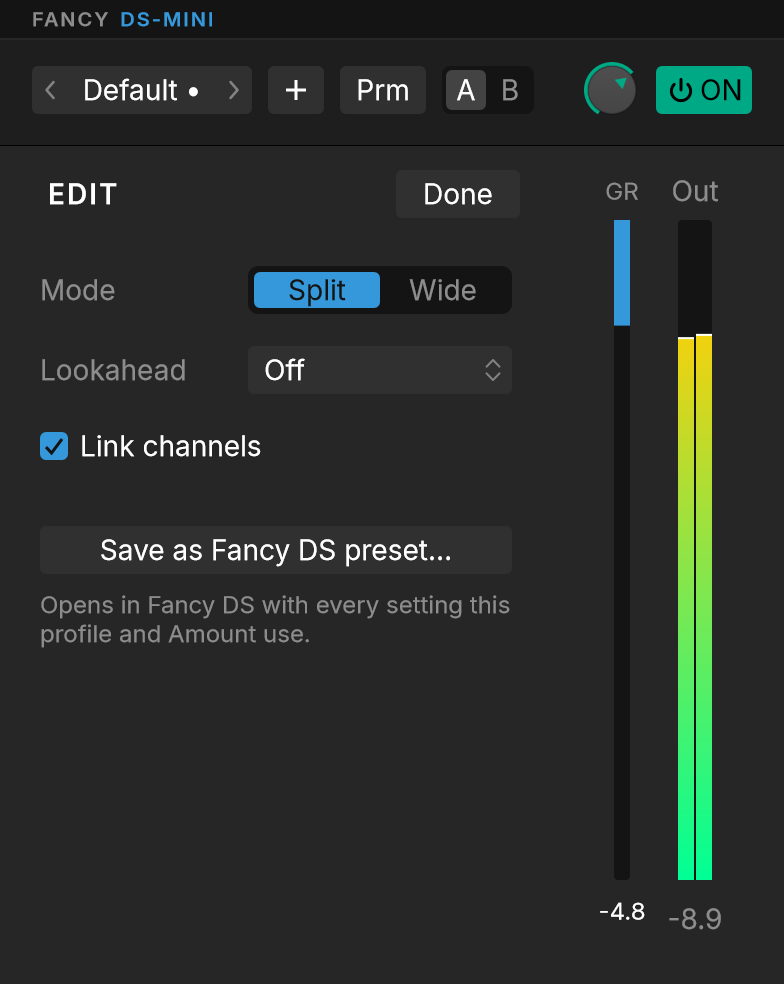 FANCY DS-MINI
Default •
+
Prm
A B
ON
EDIT
Done
GR
Out
Mode
Split
Wide
Lookahead
Off
Link channels
Save as Fancy DS preset...
Opens in Fancy DS with every setting this
profile and Amount use.
-4.8
-8.9